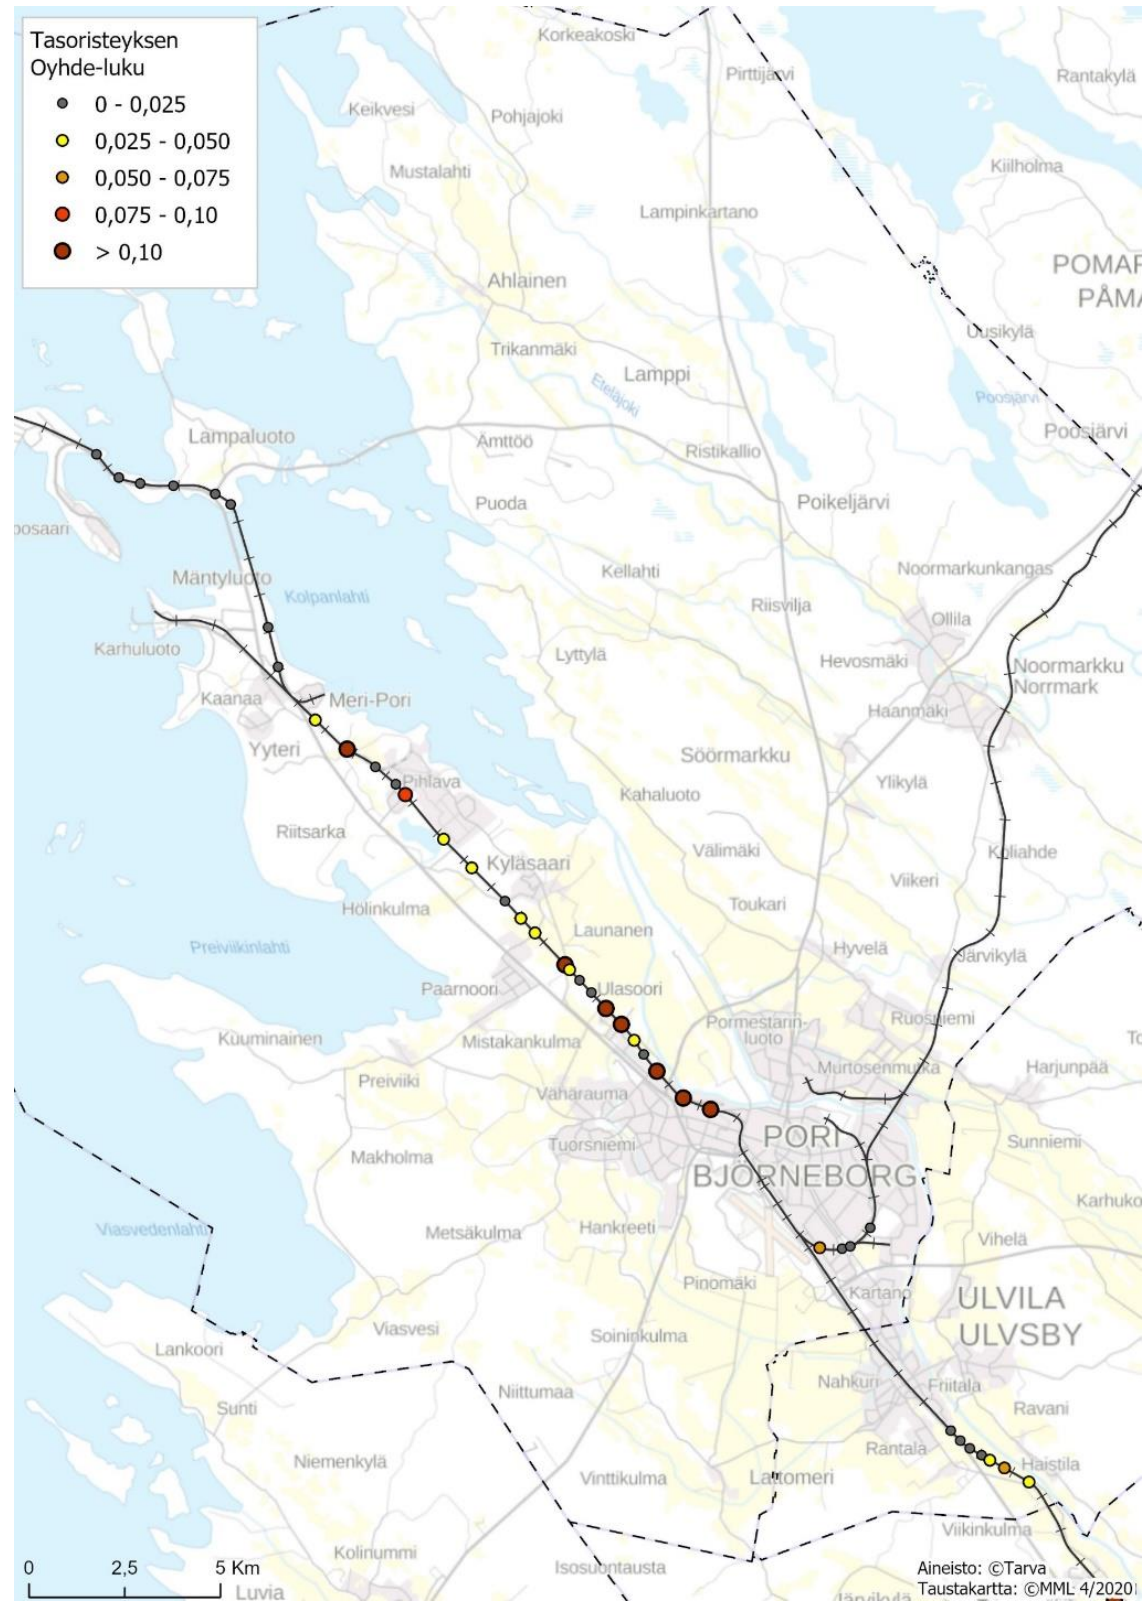 Tasoristeyksen
Oyhde-luku
0 - 0,025
0,025 - 0,050
0,050 - 0,075
0,075 - 0,10
> 0,10
Korkeakoski
Pirttijärvi
Rantakylä
Keikvesi
Pohjajoki
Mustalahti
Kiilholma
Lampinkartano
POMAR
PÅMA
Ahlainen
Uusikylä
Trikanmäki
Lamppi
Eteläjoki
Poosjärvi
Lampaluoto
Ämttöö
Ristikallio
Poosjärvi
Puoda
Poikeljärvi
oosaari
Mäntyluoto
Kellahti
Noormarkunkangas
Kolpanlahti
Riisvilja
Ollila
Karhuluoto
Lyttylä
Hevosmäki
Noormarkku
Norrmark
Kaanaa
Meri-Pori
Haanmäki
Yyteri
Söörmarkku
Pihlava
Ylikylä
Kahaluoto
Riitsarka
Välimäki
Koliahde
Kyläsaari
Viikeri
Holinkulma
Toukari
Launanen
Preiviikinlahti
Hyvelä
Järvikylä
Paarnoori
Ulasoori
Kuuminainen
Mistakankulma
Pormestarin-
luoto
Ruosniemi
To
Preiviiki
Murtosenmutka
Harjunpää
Väharauma
Tuorsniemi
PORI
BJÖRNEBORG
Sunniemi
Makholma
Karhuko
Viasvedenlahti
Metsäkulma
Hankreeti
Vihelä
Pinomäki
Kartano
ULVILA
ULVSBY
Viasvesi
Soininkulma
Lankoori
Niittumaa
Nahkuri
Friitala
Sunti
Ravani
Rantala
Niemenkylä
Haistila
Vinttikulma
Lattomeri
Viikinkulma
Kolinummi
Isosuontausta
0
2,5
5 Km
Aineisto: ©Tarva
Luvia
Taustakartta: ©MML 4/2020
Järvikylä